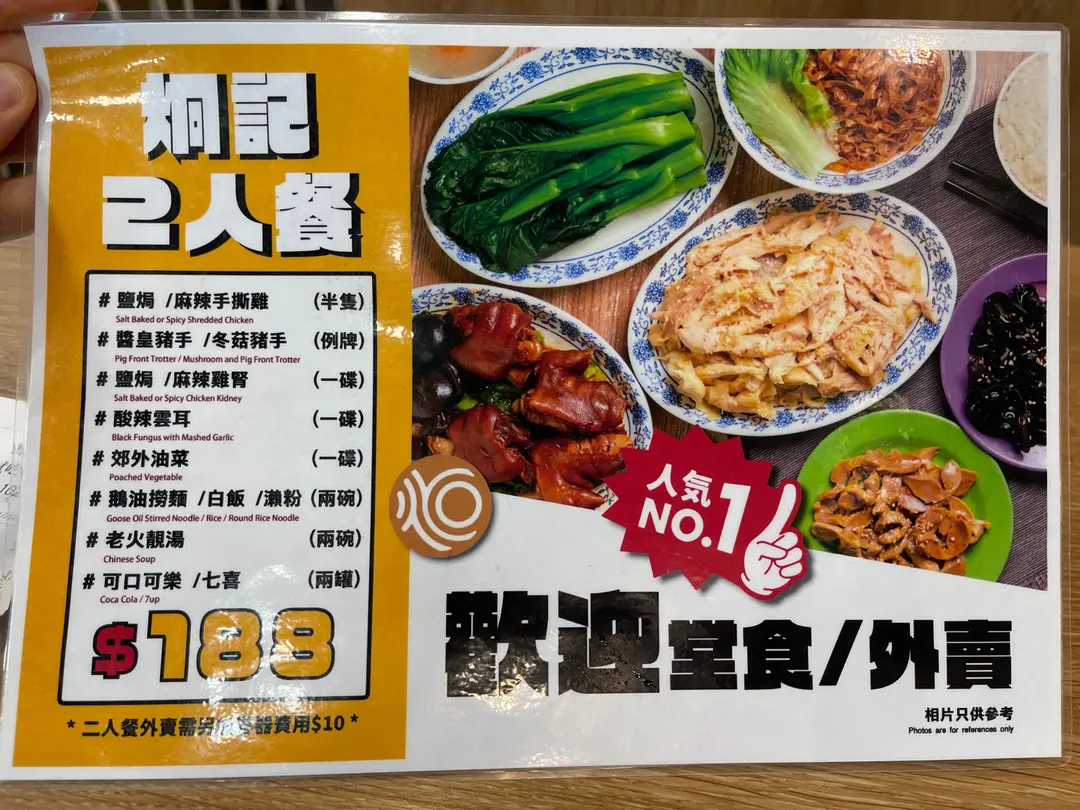 炯記
2人餐
# 鹽焗 /麻辣手撕雞 (半隻)
Salt Baked or Spicy Shredded Chicken
# 醬皇豬手 /冬菇豬手 (例牌)
Pig Front Trotter / Mushroom and Pig Front Trotter
# 鹽焗 /麻辣雞腎 (一碟)
Salt Baked or Spicy Chicken Kidney
# 酸辣雲耳 (一碟)
Black Fungus with Mashed Garlic
# 郊外油菜 (一碟)
Poached Vegetable
# 鵝油撈麵 /白飯 /瀨粉 (兩碗)
Goose Oil Stirred Noodle / Rice / Round Rice Noodle
# 老火靚湯 (兩碗)
Chinese Soup
# 可口可樂 /七喜 (兩罐)
Coca Cola / 7up
$188
* 二人餐外賣需另 器費用$10 *
人気
NO.1
歡迎堂食/外賣
相片只供參考
Photos are for references only